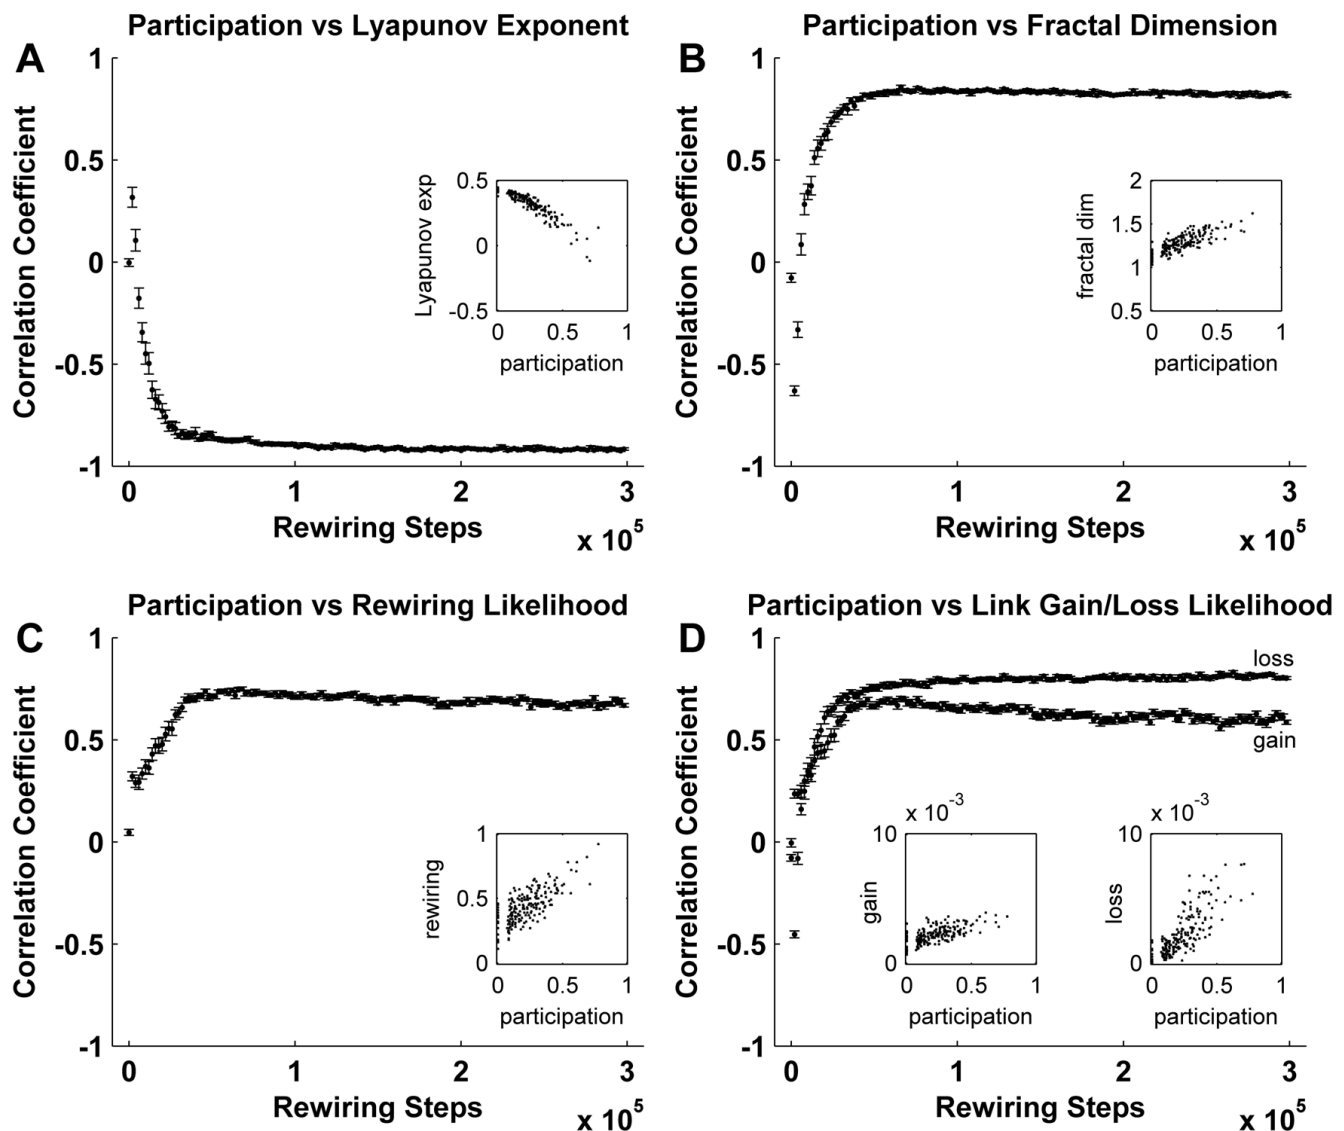 Participation vs Lyapunov Exponent
A
Correlation Coefficient
1
0.5
0
-0.5
-1
0 1 2 3
Rewiring Steps
x 10^5
Lyapunov exp
0.5
0
-0.5
0 0.5 1
participation
Participation vs Fractal Dimension
B
Correlation Coefficient
1
0.5
0
-0.5
-1
0 1 2 3
Rewiring Steps
x 10^5
fractal dim
2
1.5
1
0.5
0 0.5 1
participation
Participation vs Rewiring Likelihood
C
Correlation Coefficient
1
0.5
0
-0.5
-1
0 1 2 3
Rewiring Steps
x 10^5
rewiring
1
0.5
0
0 0.5 1
participation
Participation vs Link Gain/Loss Likelihood
D
Correlation Coefficient
1
0.5
0
-0.5
-1
0 1 2 3
Rewiring Steps
x 10^5
loss
gain
x 10^-3
gain
10
0
0 0.5 1
participation
x 10^-3
loss
10
0
0 0.5 1
participation